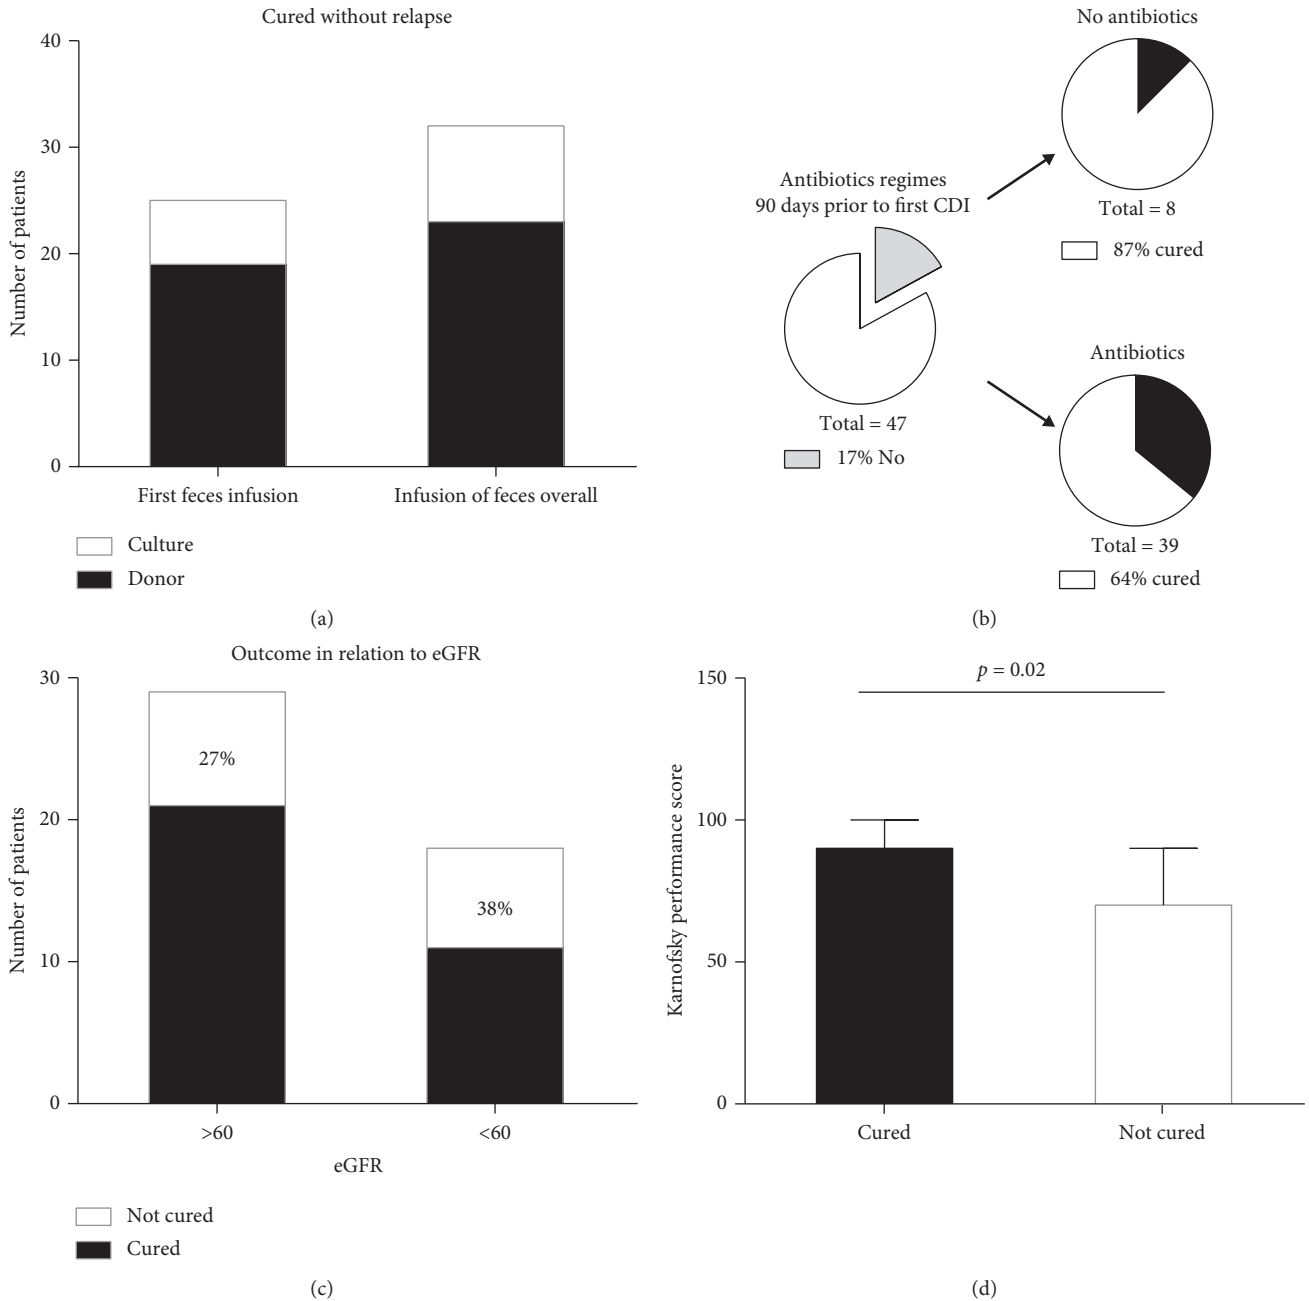 Cured without relapse
40
30
20
10
0
Number of patients
First feces infusion
Infusion of feces overall
Culture
Donor
(a)
No antibiotics
Total = 8
87% cured
Antibiotics regimes
90 days prior to first CDI
Total = 47
17% No
Antibiotics
Total = 39
64% cured
(b)
Outcome in relation to eGFR
30
20
10
0
Number of patients
27%
38%
>60
<60
eGFR
Not cured
Cured
(c)
p = 0.02
150
100
50
0
Karnofsky performance score
Cured
Not cured
(d)